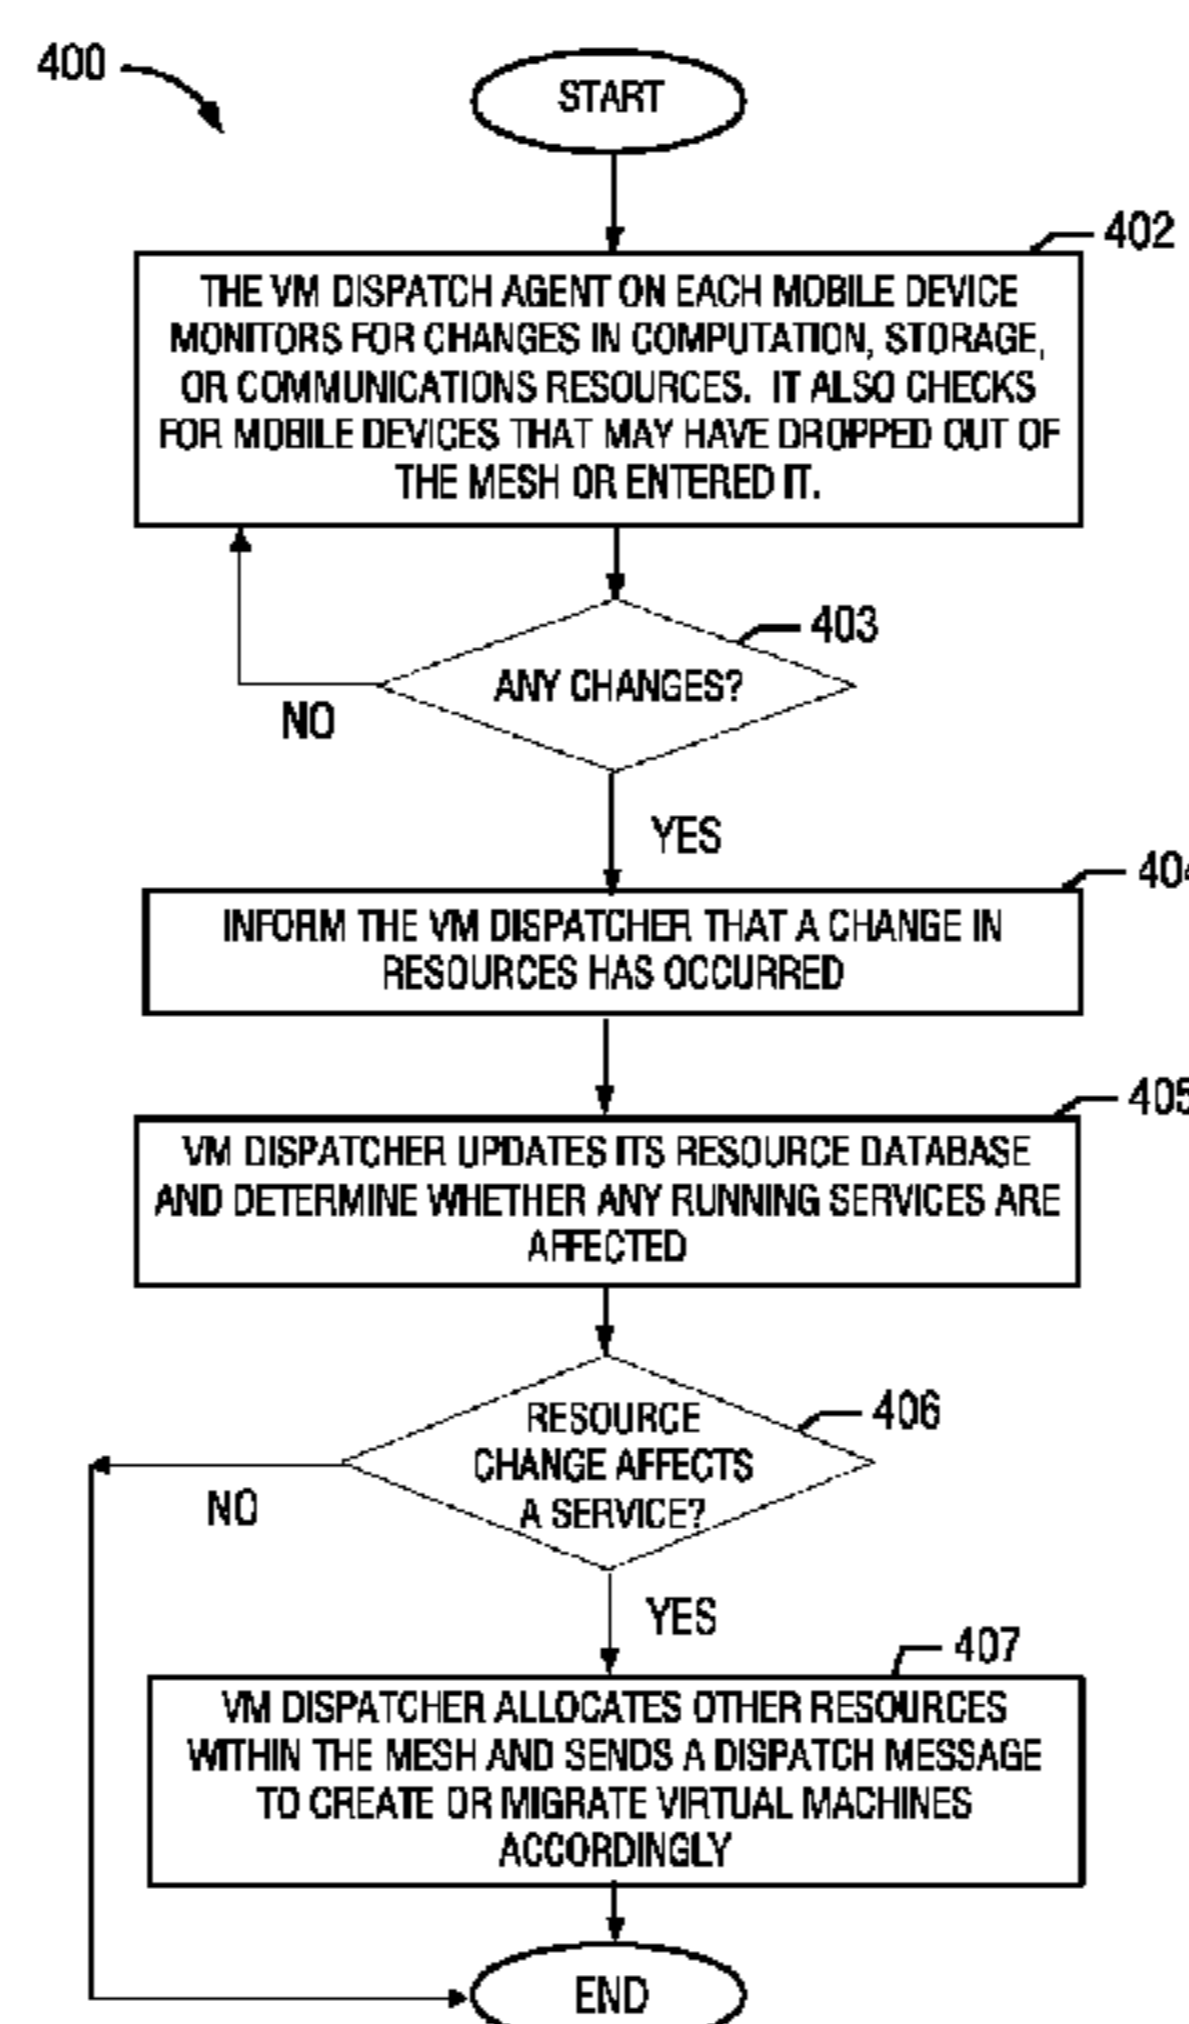 400
START
402
THE VM DISPATCH AGENT ON EACH MOBILE DEVICE
MONITORS FOR CHANGES IN COMPUTATION, STORAGE,
OR COMMUNICATIONS RESOURCES. IT ALSO CHECKS
FOR MOBILE DEVICES THAT MAY HAVE DROPPED OUT OF
THE MESH OR ENTERED IT.
403
ANY CHANGES?
NO
YES
404
INFORM THE VM DISPATCHER THAT A CHANGE IN
RESOURCES HAS OCCURRED
405
VM DISPATCHER UPDATES ITS RESOURCE DATABASE
AND DETERMINE WHETHER ANY RUNNING SERVICES ARE
AFFECTED
406
RESOURCE
CHANGE AFFECTS
A SERVICE?
NO
YES
407
VM DISPATCHER ALLOCATES OTHER RESOURCES
WITHIN THE MESH AND SENDS A DISPATCH MESSAGE
TO CREATE OR MIGRATE VIRTUAL MACHINES
ACCORDINGLY
END